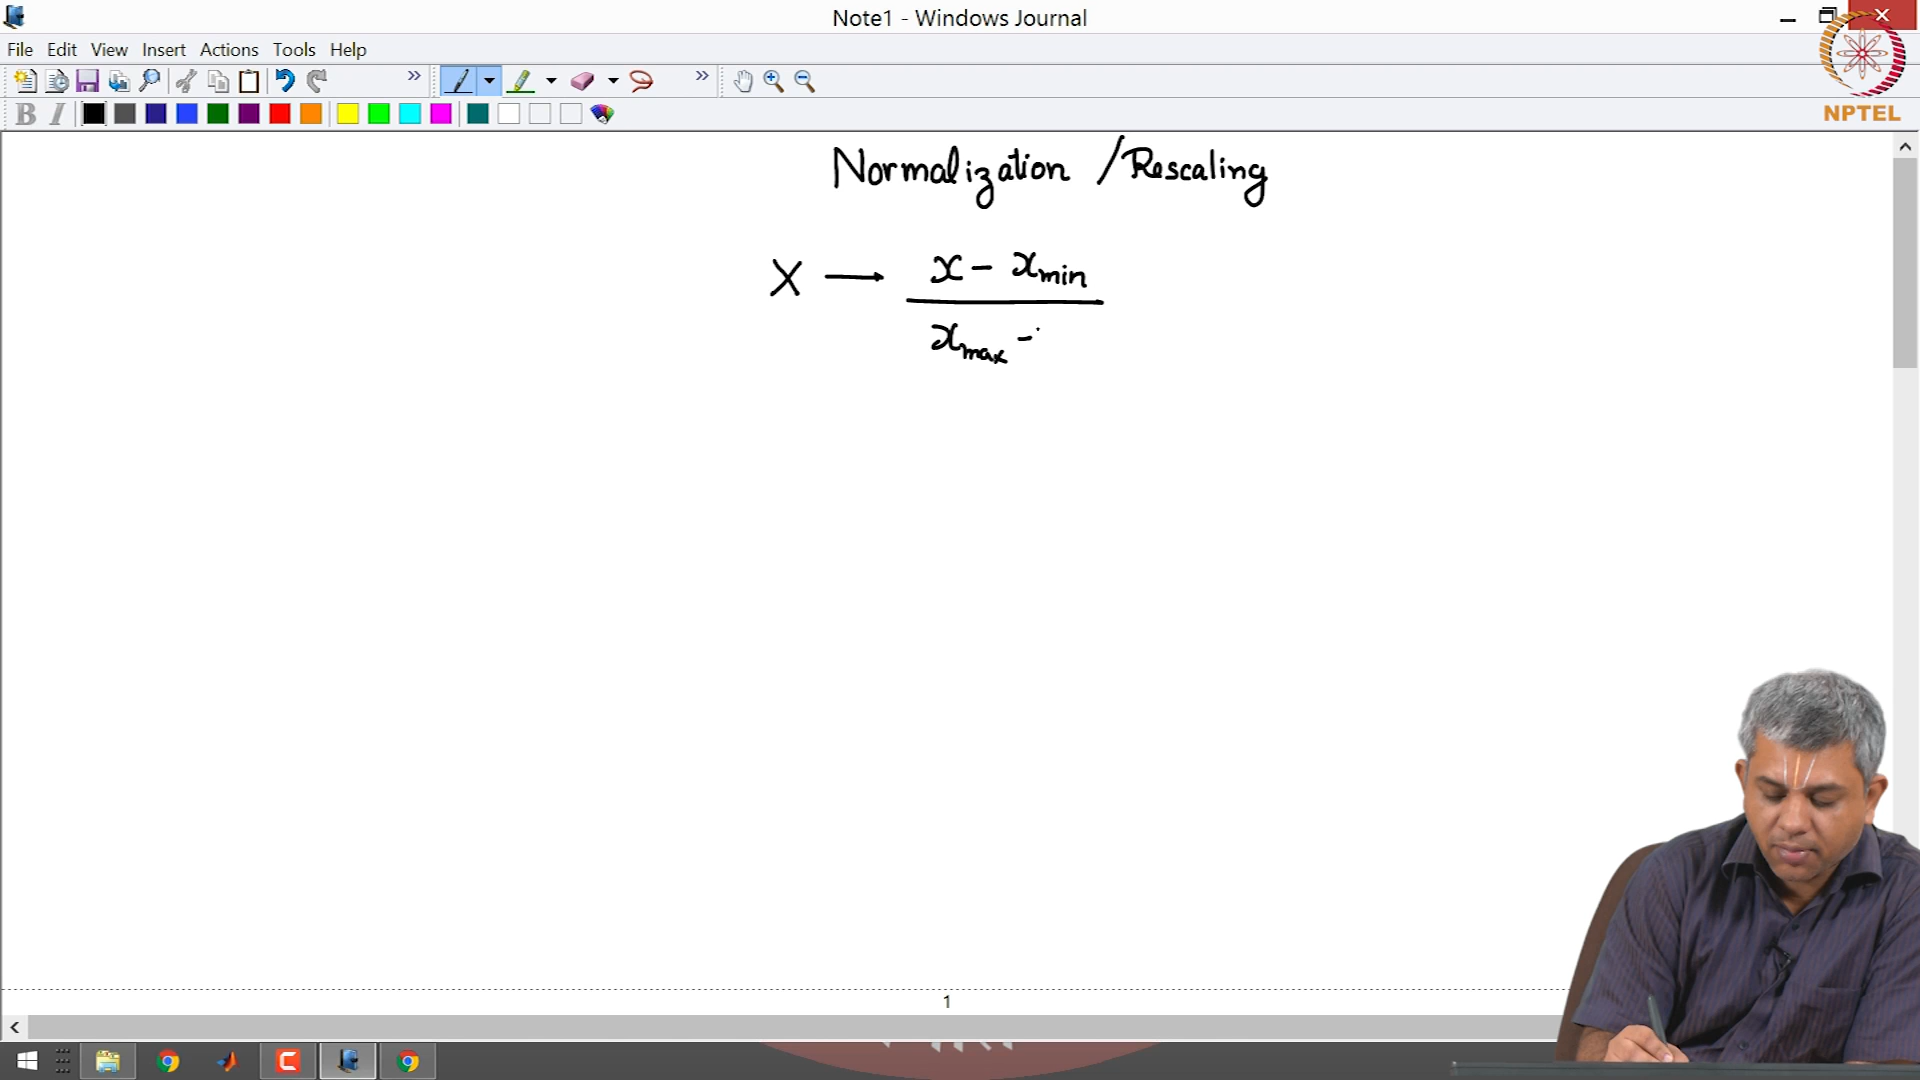 Note1 - Windows Journal
File Edit View Insert Actions Tools Help
B I
NPTEL
Normalization / Rescaling
X → x - xmin
xmax -
1